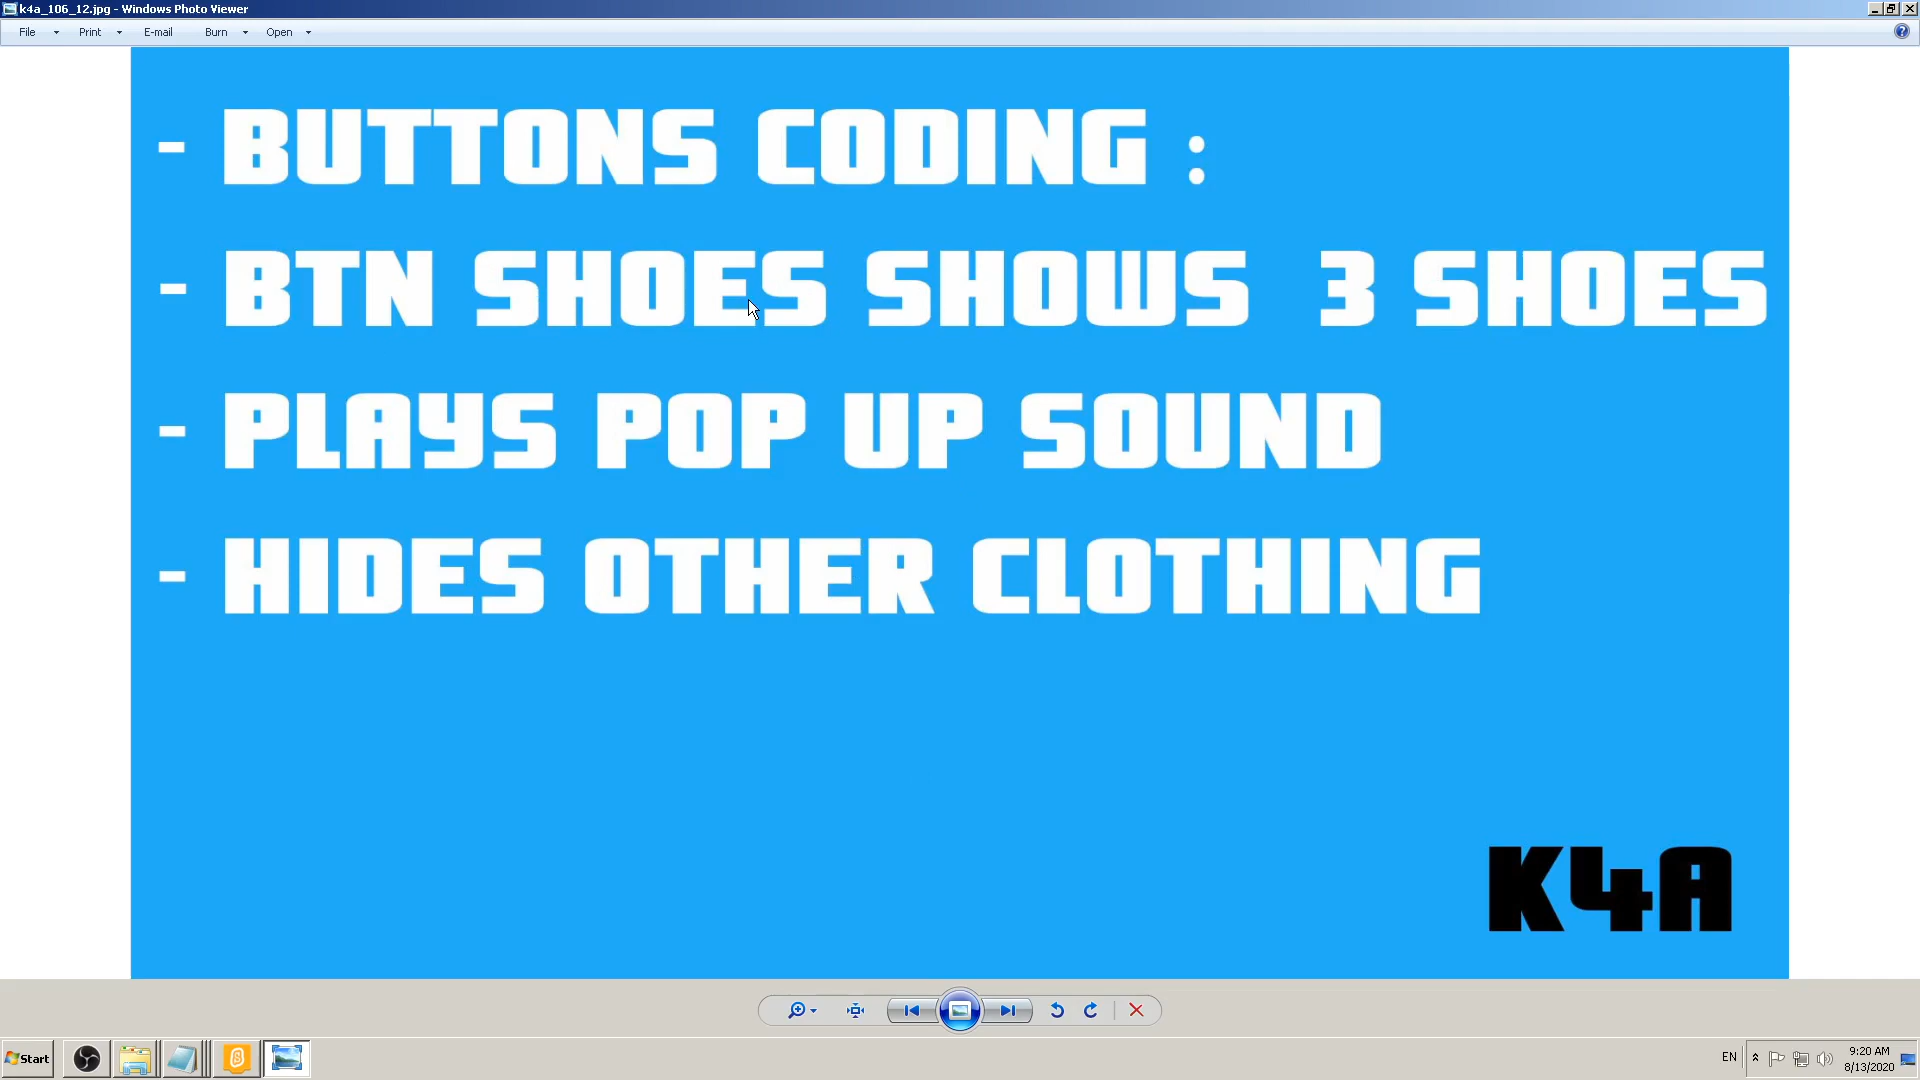 k4a_106_12.jpg - Windows Photo Viewer
File Print E-mail Burn Open
- BUTTONS CODING :
- BTN SHOES SHOWS 3 SHOES
- PLAYS POP UP SOUND
- HIDES OTHER CLOTHING
K4A
Start
EN
9:20 AM
8/13/2020